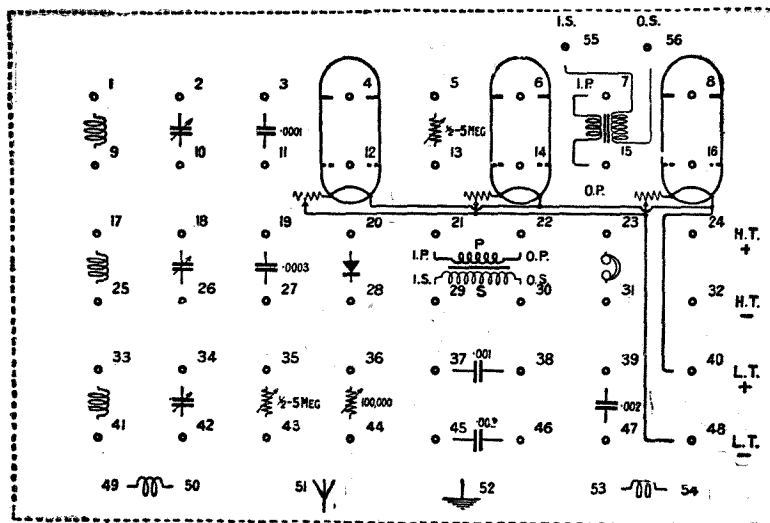 I.S. O.S.
55 56
1 2 3 4 5 6 I.P. 7 8
.0001 ½-5 MEG
9 10 11 12 13 14 15 16
O.P.
17 18 19 20 21 22 23 24 H.T. +
P
I.P. O.P.
.0003
I.S. O.S.
S
25 26 27 28 29 30 31 32 H.T. -
33 34 35 36 37 .001 38 39 40 L.T. +
½-5 MEG 100,000 .002
41 42 43 44 45 46 47 48 L.T. -
49 50 51 52 53 54